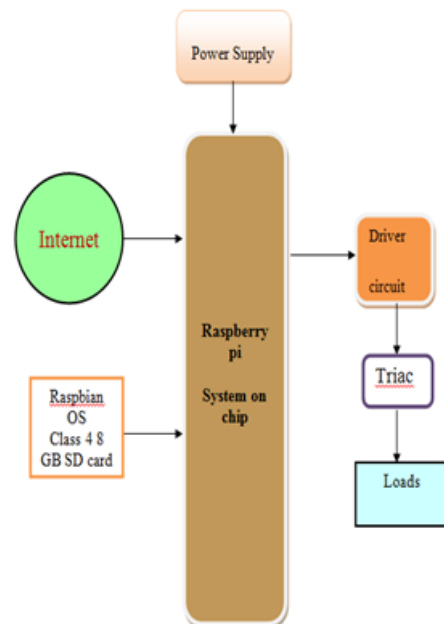 Power Supply
Internet
Raspbian
OS
Class 4 8
GB SD card
Raspberry
pi
System on
chip
Driver
circuit
Triac
Loads